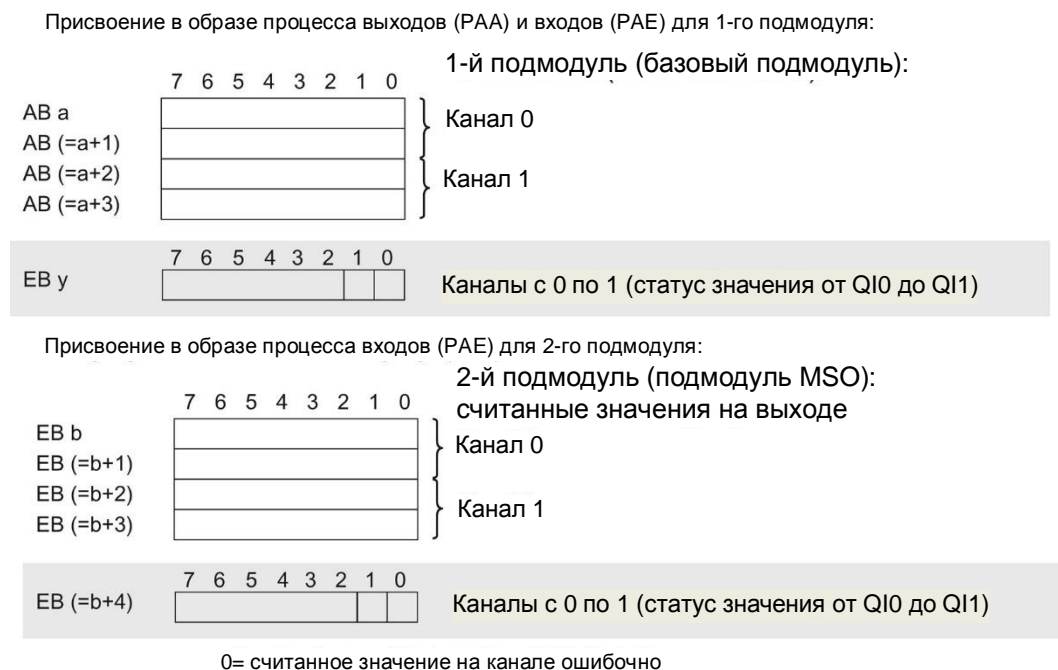 Присвоение в образе процесса выходов (PAA) и входов (PAE) для 1-го подмодуля:
1-й подмодуль (базовый подмодуль):
7 6 5 4 3 2 1 0
AB a
Канал 0
AB (=a+1)
AB (=a+2)
Канал 1
AB (=a+3)
7 6 5 4 3 2 1 0
EB y
Каналы с 0 по 1 (статус значения от QI0 до QI1)
Присвоение в образе процесса входов (PAE) для 2-го подмодуля:
2-й подмодуль (подмодуль MSO):
считанные значения на выходе
7 6 5 4 3 2 1 0
EB b
Канал 0
EB (=b+1)
EB (=b+2)
Канал 1
EB (=b+3)
7 6 5 4 3 2 1 0
EB (=b+4)
Каналы с 0 по 1 (статус значения от QI0 до QI1)
0= считанное значение на канале ошибочно